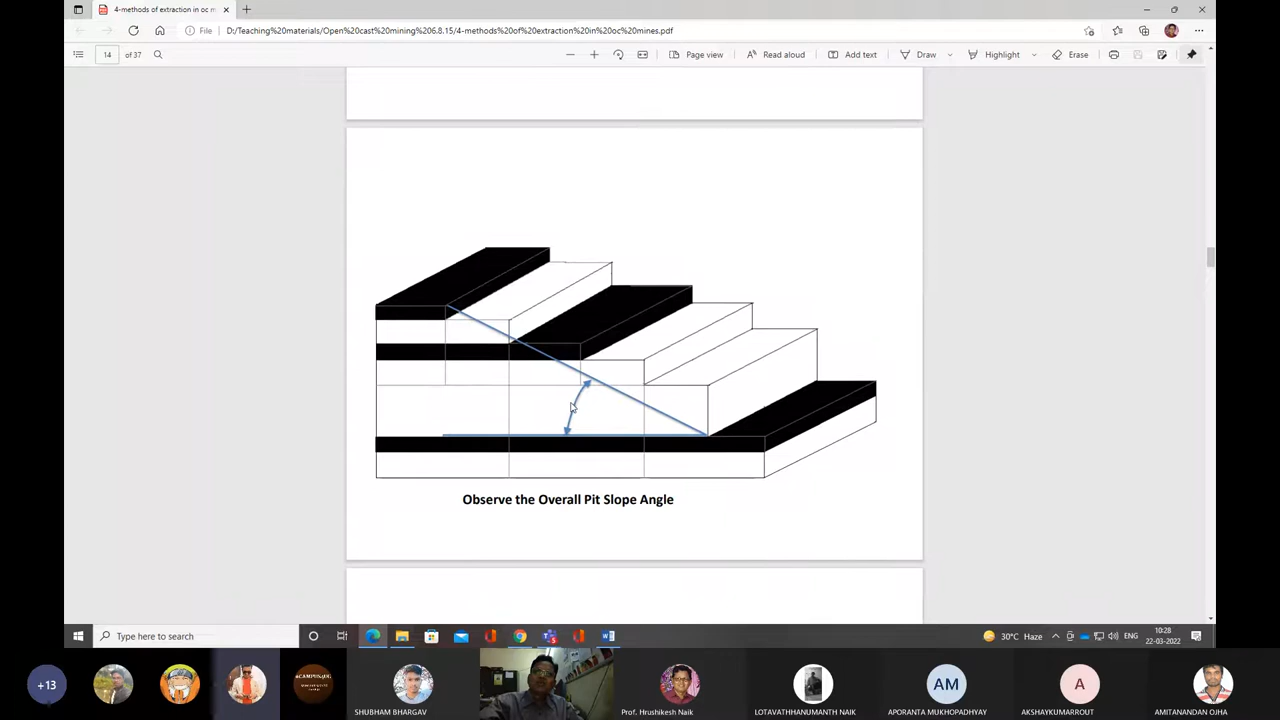 4-methods of extraction in oc m
File
D:/Teaching%20materials/Open%20cast%20mining%206.8.15/4-methods%20of%20extraction%20in%20oc%20mines.pdf
14 of 37
Page view
Read aloud
Add text
Draw
Highlight
Erase
Observe the Overall Pit Slope Angle
Type here to search
30°C Haze
ENG
10:28
22-03-2022
+13
SHUBHAM BHARGAV
Prof. Hrushikesh Naik
LOTAVATHHANUMANTH NAIK
AM
APORANTA MUKHOPADHYAY
A
AKSHAYKUMARROUT
AMITANANDAN OJHA